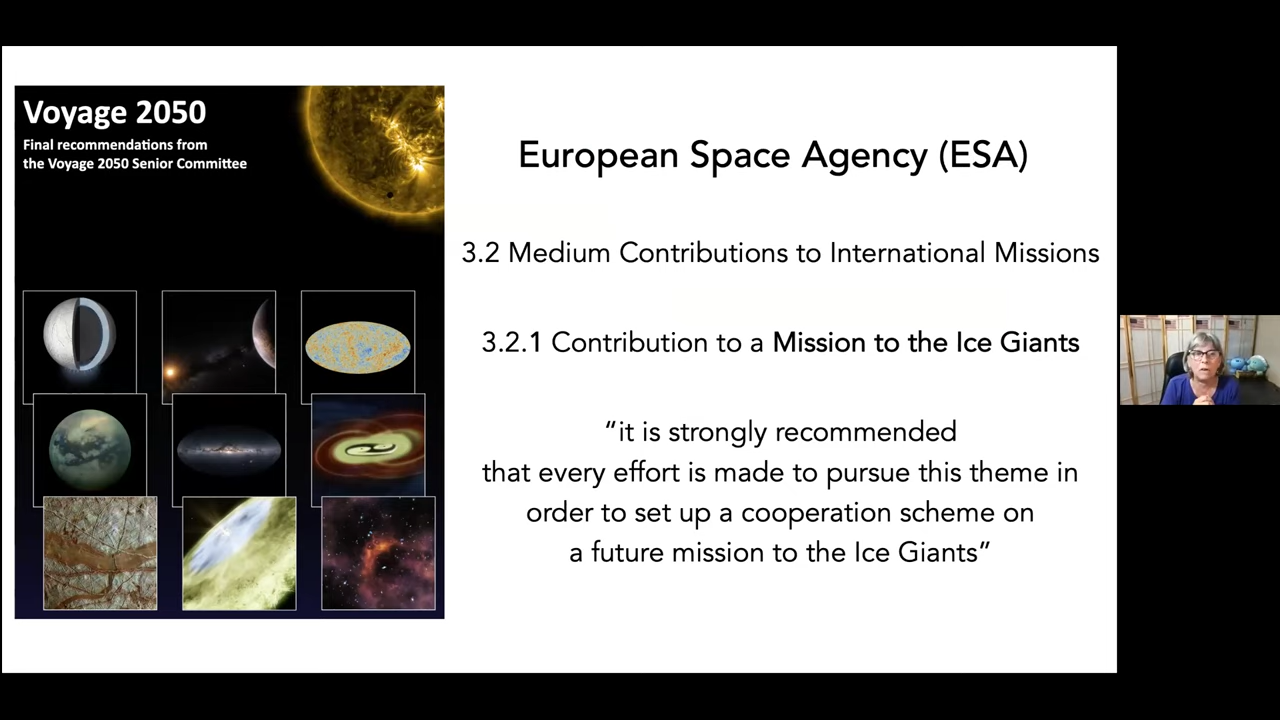 Voyage 2050
Final recommendations from
the Voyage 2050 Senior Committee
European Space Agency (ESA)
3.2 Medium Contributions to International Missions
3.2.1 Contribution to a Mission to the Ice Giants
“it is strongly recommended
that every effort is made to pursue this theme in
order to set up a cooperation scheme on
a future mission to the Ice Giants”